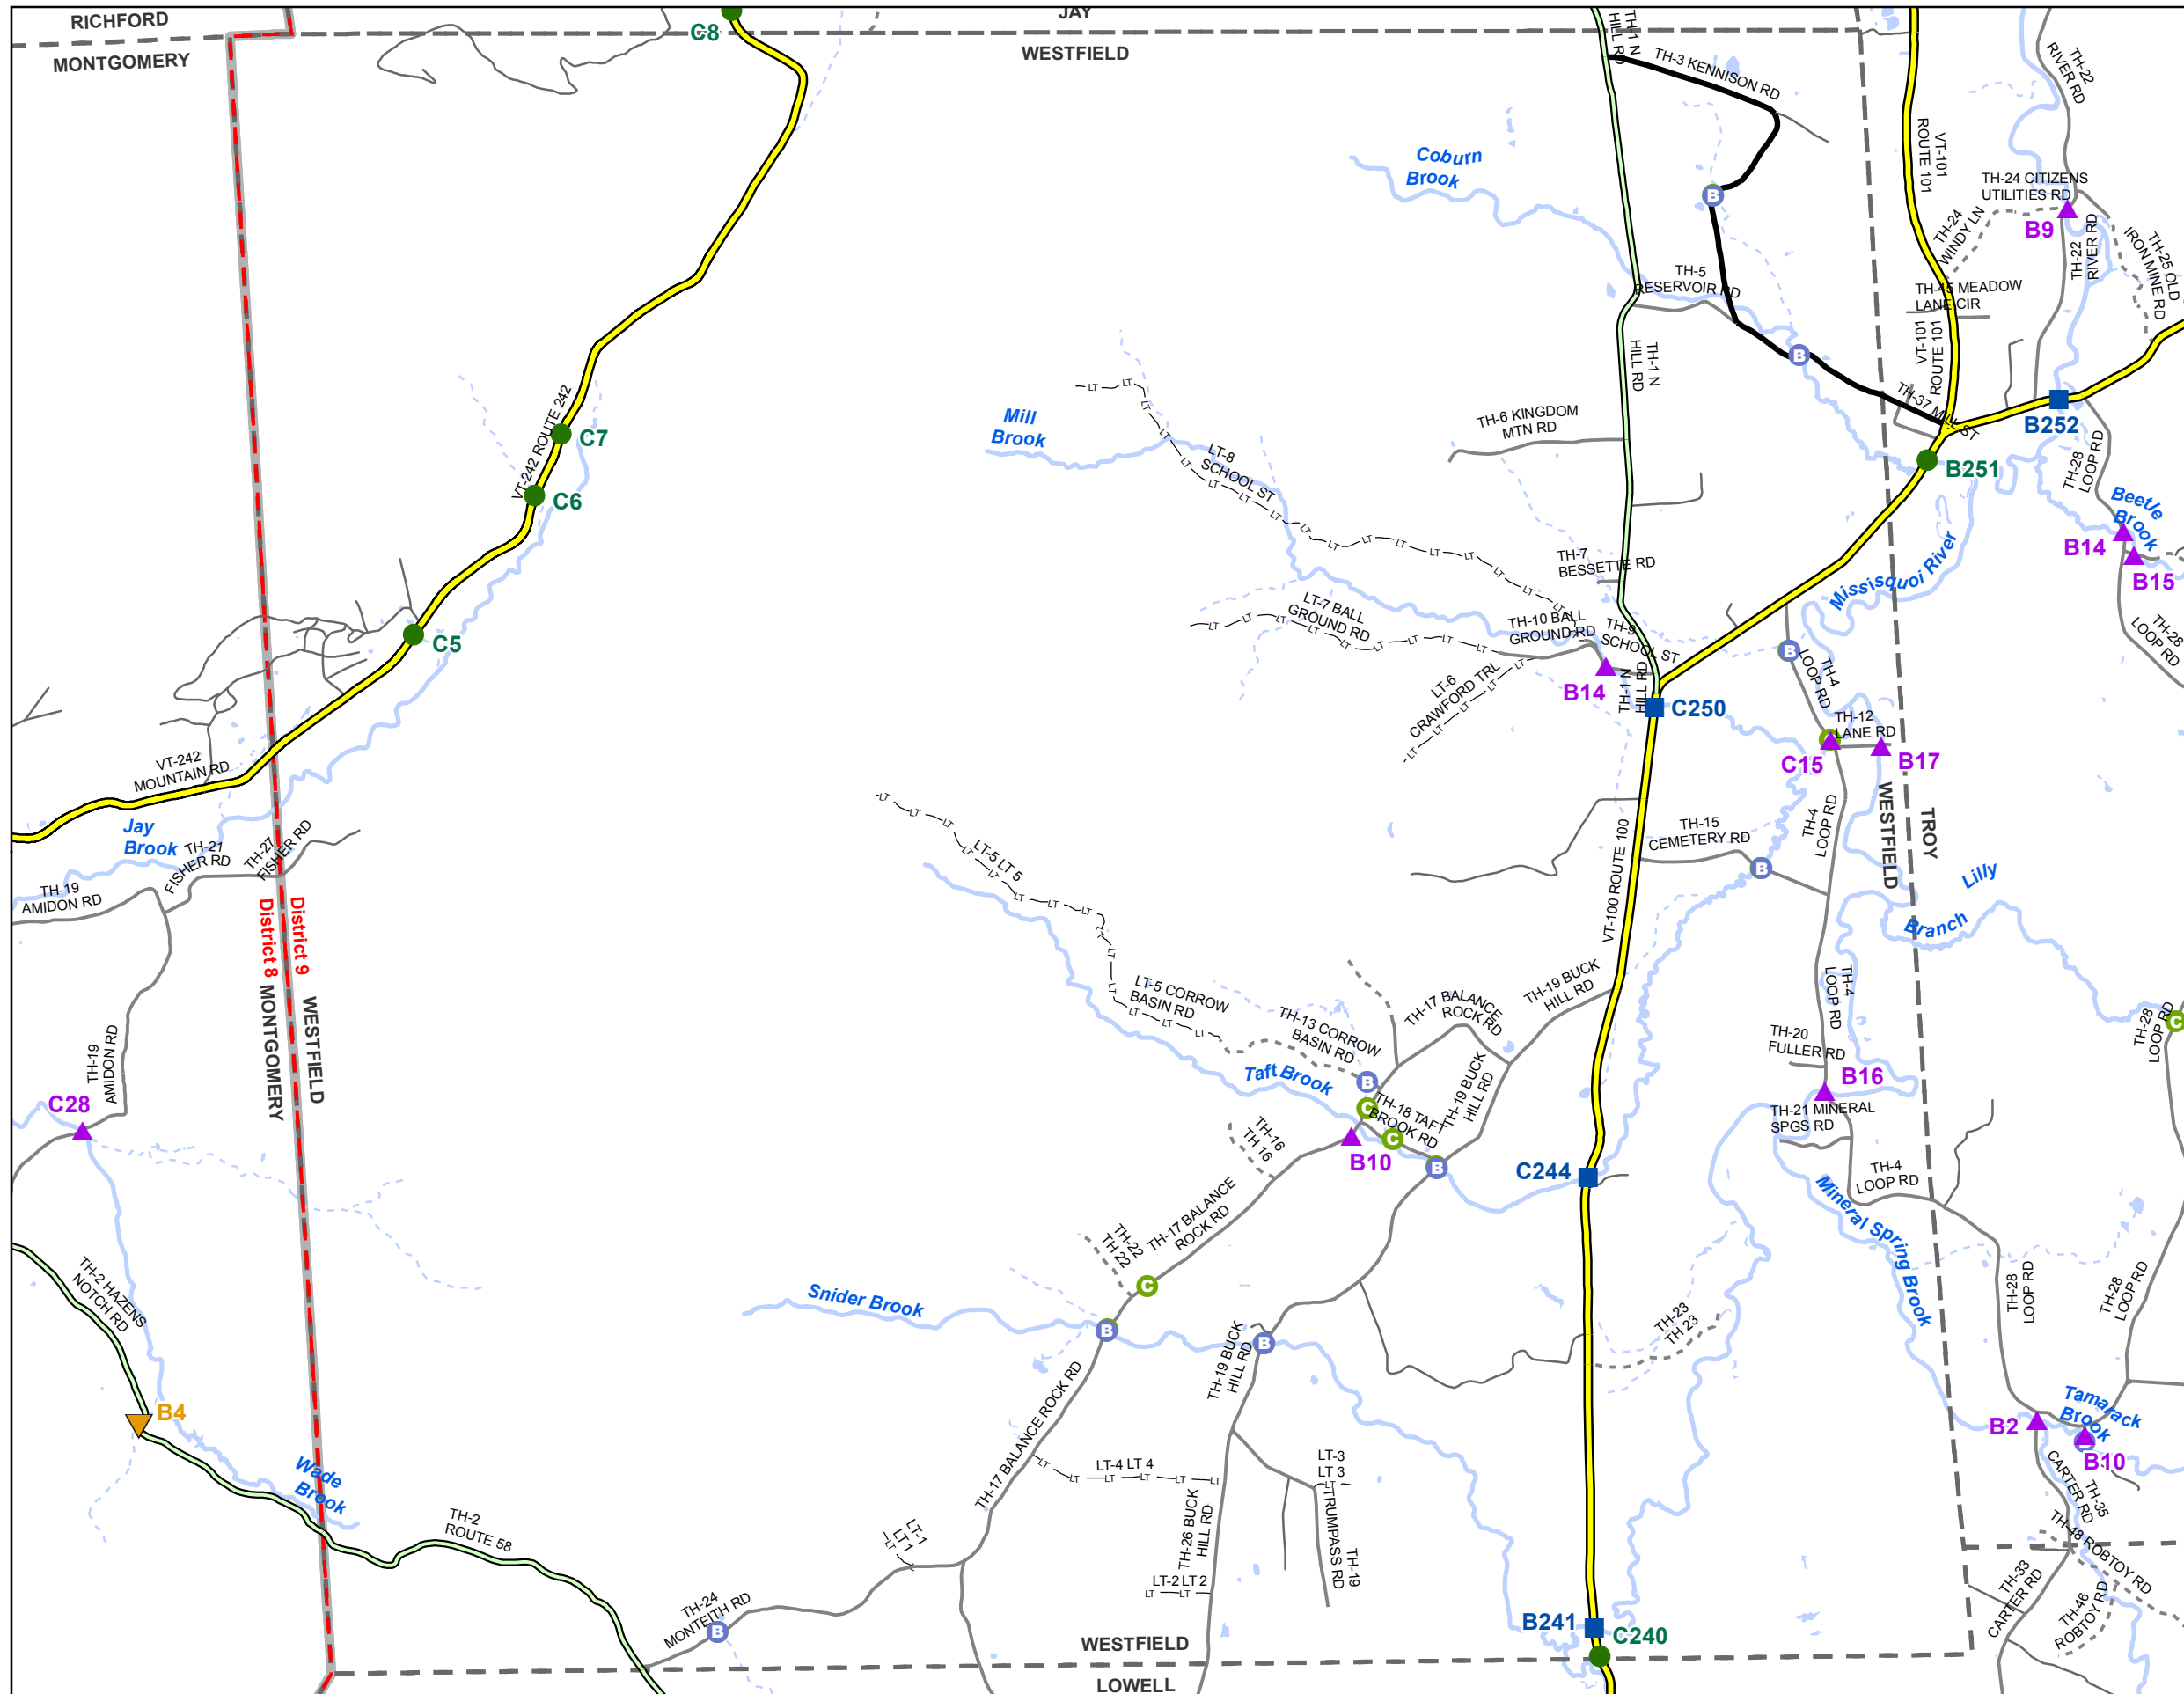 RICHFORD
JAY
C8
MONTGOMERY
WESTFIELD
TH-1 N
HILL RD
TH-3 KENNISON RD
TH-22
RIVER RD
VT-101
ROUTE 101
Coburn
Brook
B
TH-24 CITIZENS
UTILITIES RD
B9
TH-24
WINDY LN
TH-22
RIVER RD
TH-25 OLD
IRON MINE RD
TH-5
RESERVOIR RD
TH-45 MEADOW
LANE CIR
VT-101
ROUTE 101
B
TH-1 N
HILL RD
TH-37 MILL ST
B252
VT-242 ROUTE 242
C7
C6
Mill
Brook
LT-8
SCHOOL ST
TH-6 KINGDOM
MTN RD
B251
TH-28
LOOP RD
Beetle
Brook
B14
B15
Missisquoi River
TH-7
BESSETTE RD
LT-7 BALL
GROUND RD
TH-10 BALL
GROUND RD
TH-9
SCHOOL ST
TH-28
LOOP RD
C5
B
TH-4
LOOP RD
LT-6
CRAWFORD TRL
B14
TH-1 N
HILL RD
C250
TH-12
LANE RD
C15
B17
VT-242
MOUNTAIN RD
Jay
Brook
TH-21
FISHER RD
TH-27
FISHER RD
TH-19
AMIDON RD
LT-5 LT 5
VT-100 ROUTE 100
TH-15
CEMETERY RD
B
TH-4
LOOP RD
WESTFIELD
TROY
Lilly
Branch
District 8
District 9
MONTGOMERY
WESTFIELD
LT-5 CORROW
BASIN RD
TH-13 CORROW
BASIN RD
TH-17 BALANCE
ROCK RD
TH-19 BUCK
HILL RD
TH-4
LOOP RD
TH-28
LOOP RD
C
TH-19
AMIDON RD
C28
Taft Brook
B
C
TH-18 TAFT
BROOK RD
C
B
TH-19 BUCK
HILL RD
TH-20
FULLER RD
B16
TH-21 MINERAL
SPGS RD
TH-16
TH 16
B10
C244
TH-4
LOOP RD
Mineral Spring Brook
TH-2 HAZENS
NOTCH RD
TH-22
TH 22
TH-17 BALANCE
ROCK RD
C
Snider Brook
B
B
TH-19 BUCK
HILL RD
TH-23
TH 23
TH-28
LOOP RD
TH-28
LOOP RD
B4
TH-17 BALANCE ROCK RD
Tamarack
Brook
B2
B10
CARTER RD
TH-35
Wade
Brook
TH-2
ROUTE 58
LT-4 LT 4
LT-3
LT 3
TH-26 BUCK
HILL RD
TRUMPASS RD
TH-19
LT-1
LT 1
LT-2 LT 2
TH-48 ROBTOY RD
TH-33
CARTER RD
TH-46
ROBTOY RD
TH-24
MONTEITH RD
B
B241
C240
WESTFIELD
LOWELL